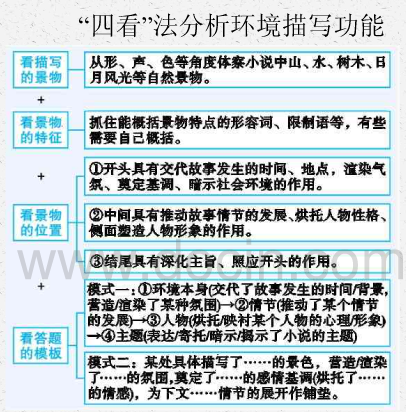 “四看”法分析环境描写功能
看描写的景物
从形、声、色等角度体察小说中山、水、树木、日
月风光等自然景物。
+
看景物的特征
抓住能概括景物特点的形容词、限制语等，有些
需要自己概括。
+
看景物的位置
①开头具有交代故事发生的时间、地点，渲染气
氛、奠定基调、暗示社会环境的作用。
②中间具有推动故事情节的发展、烘托人物性格、
侧面塑造人物形象的作用。
③结尾具有深化主旨、照应开头的作用。
+
看答题的模板
模式一：①环境本身(交代了故事发生的时间/背景，
营造/渲染了某种氛围)→②情节(推动了某个情节
的发展)→③人物(烘托/映衬某个人物的心理/形象)
→④主题(表达/寄托/暗示/揭示了小说的主题)
模式二：某处具体描写了……的景色，营造/渲染
了……的氛围,奠定了……的感情基调(烘托了……
的情感)，为下文……情节的展开作铺垫。
www.docin.com